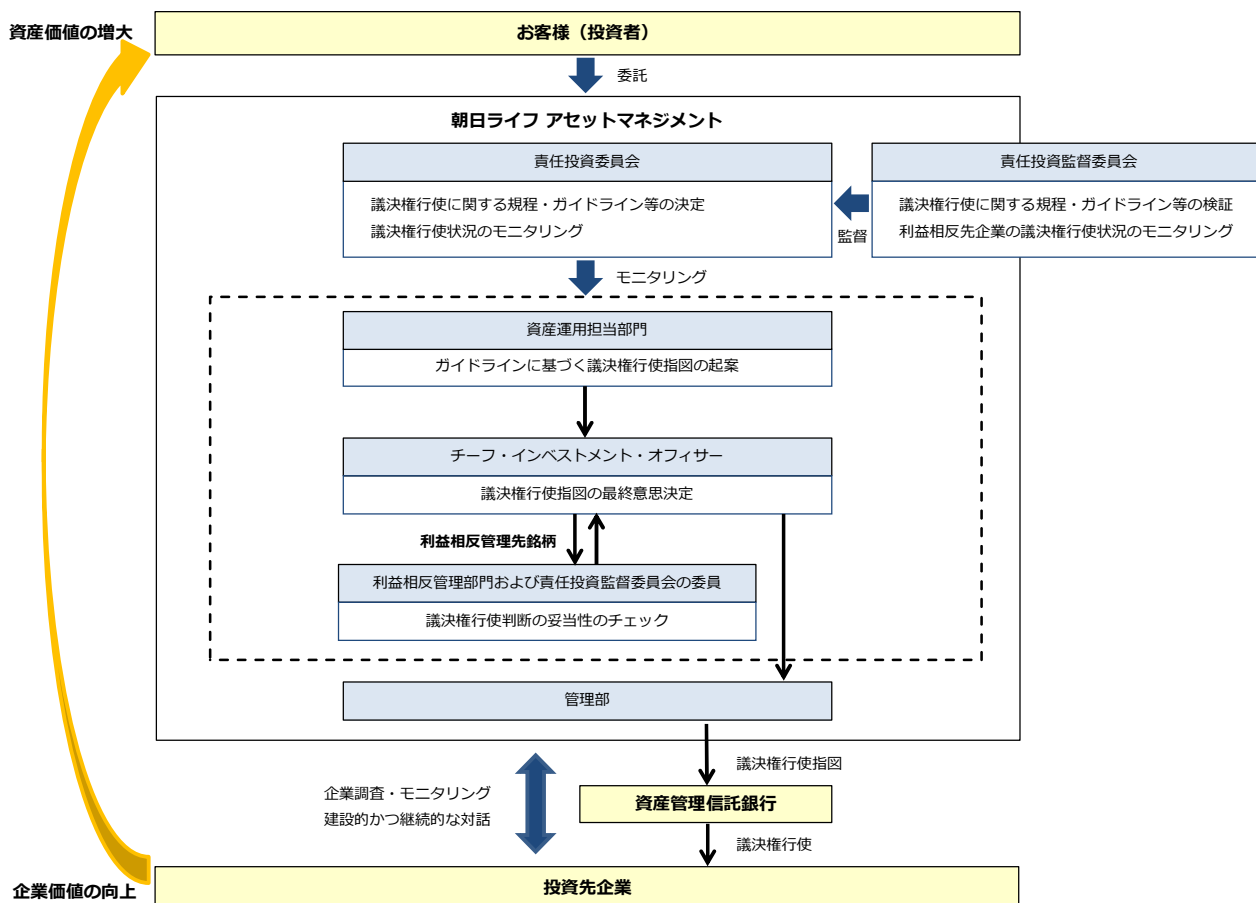 資産価値の増大
お客様（投資者）
委託
朝日ライフ アセットマネジメント
責任投資委員会
責任投資監督委員会
議決権行使に関する規程・ガイドライン等の決定
議決権行使状況のモニタリング
監督
議決権行使に関する規程・ガイドライン等の検証
利益相反先企業の議決権行使状況のモニタリング
モニタリング
資産運用担当部門
ガイドラインに基づく議決権行使指図の起案
チーフ・インベストメント・オフィサー
議決権行使指図の最終意思決定
利益相反管理先銘柄
利益相反管理部門および責任投資監督委員会の委員
議決権行使判断の妥当性のチェック
管理部
議決権行使指図
企業調査・モニタリング
建設的かつ継続的な対話
資産管理信託銀行
議決権行使
企業価値の向上
投資先企業